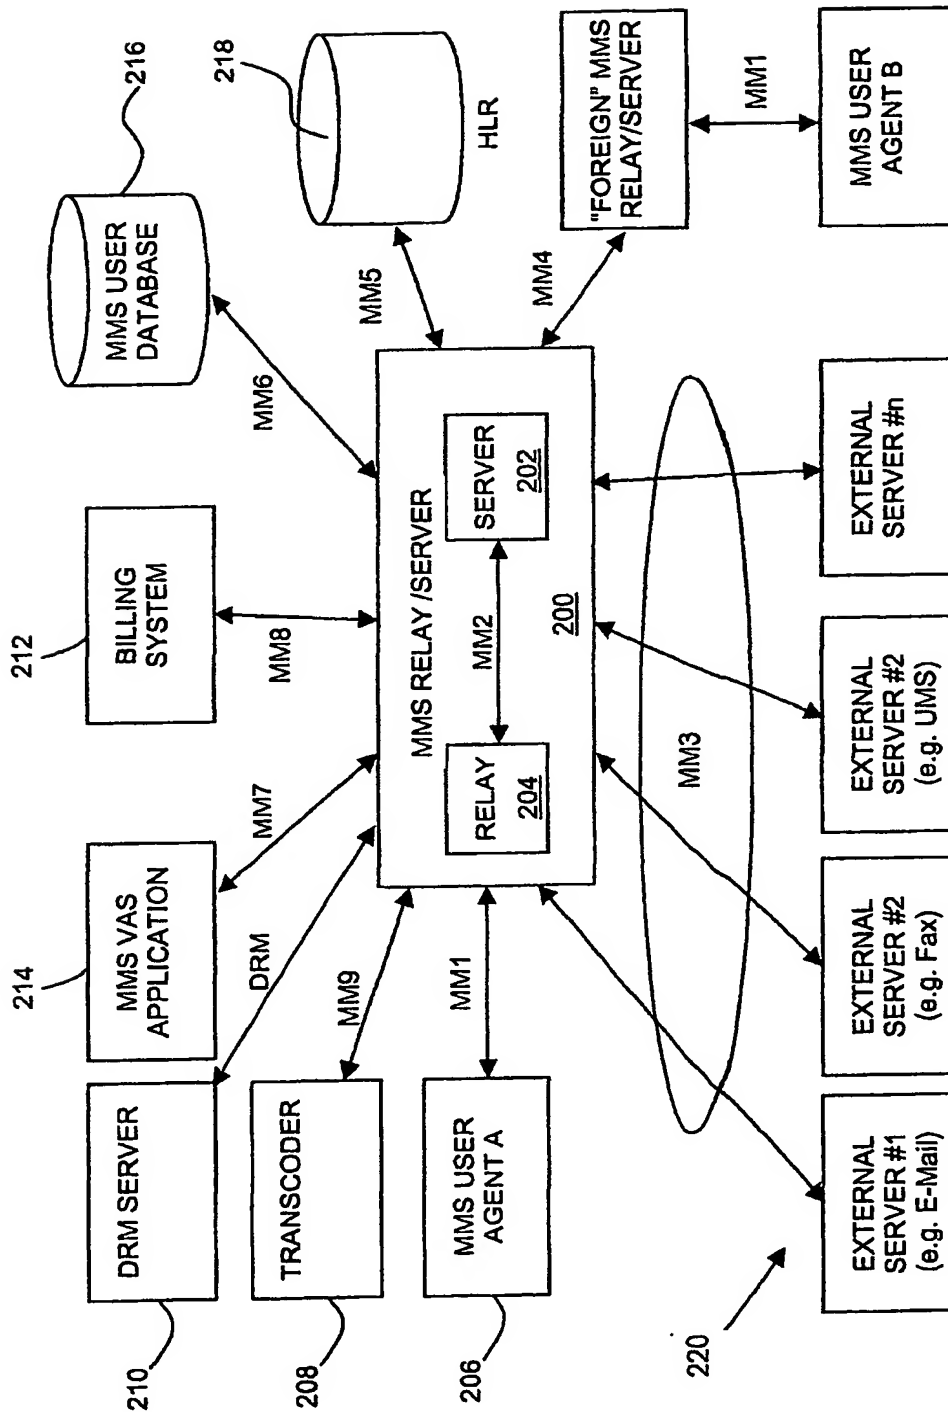 210
DRM SERVER
214
MMS VAS
APPLICATION
212
BILLING
SYSTEM
216
MMS USER
DATABASE
218
HLR
208
TRANSCODER
206
MMS USER
AGENT A
DRM
MM7
MM8
MM6
MM5
MM9
MM1
MM4
MMS RELAY /SERVER
RELAY
204
MM2
SERVER
202
200
"FOREIGN" MMS
RELAY/SERVER
MM1
MMS USER
AGENT B
MM3
220
EXTERNAL
SERVER #1
(e.g. E-Mail)
EXTERNAL
SERVER #2
(e.g. Fax)
EXTERNAL
SERVER #2
(e.g. UMS)
EXTERNAL
SERVER #n